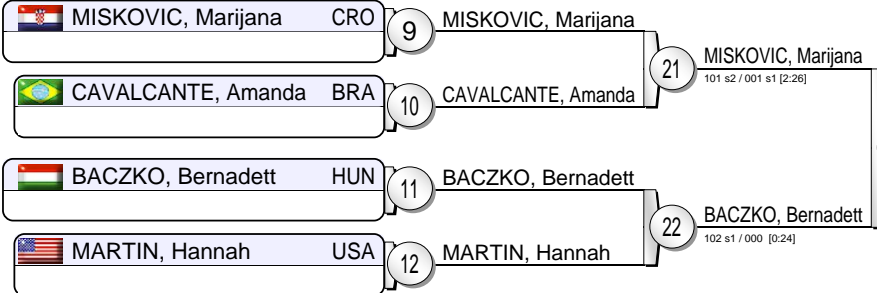 MISKOVIC, Marijana CRO
9
MISKOVIC, Marijana
CAVALCANTE, Amanda BRA
10
CAVALCANTE, Amanda
21
MISKOVIC, Marijana
101 s2 / 001 s1 [2:26]
BACZKO, Bernadett HUN
11
BACZKO, Bernadett
MARTIN, Hannah USA
12
MARTIN, Hannah
22
BACZKO, Bernadett
102 s1 / 000 [0:24]